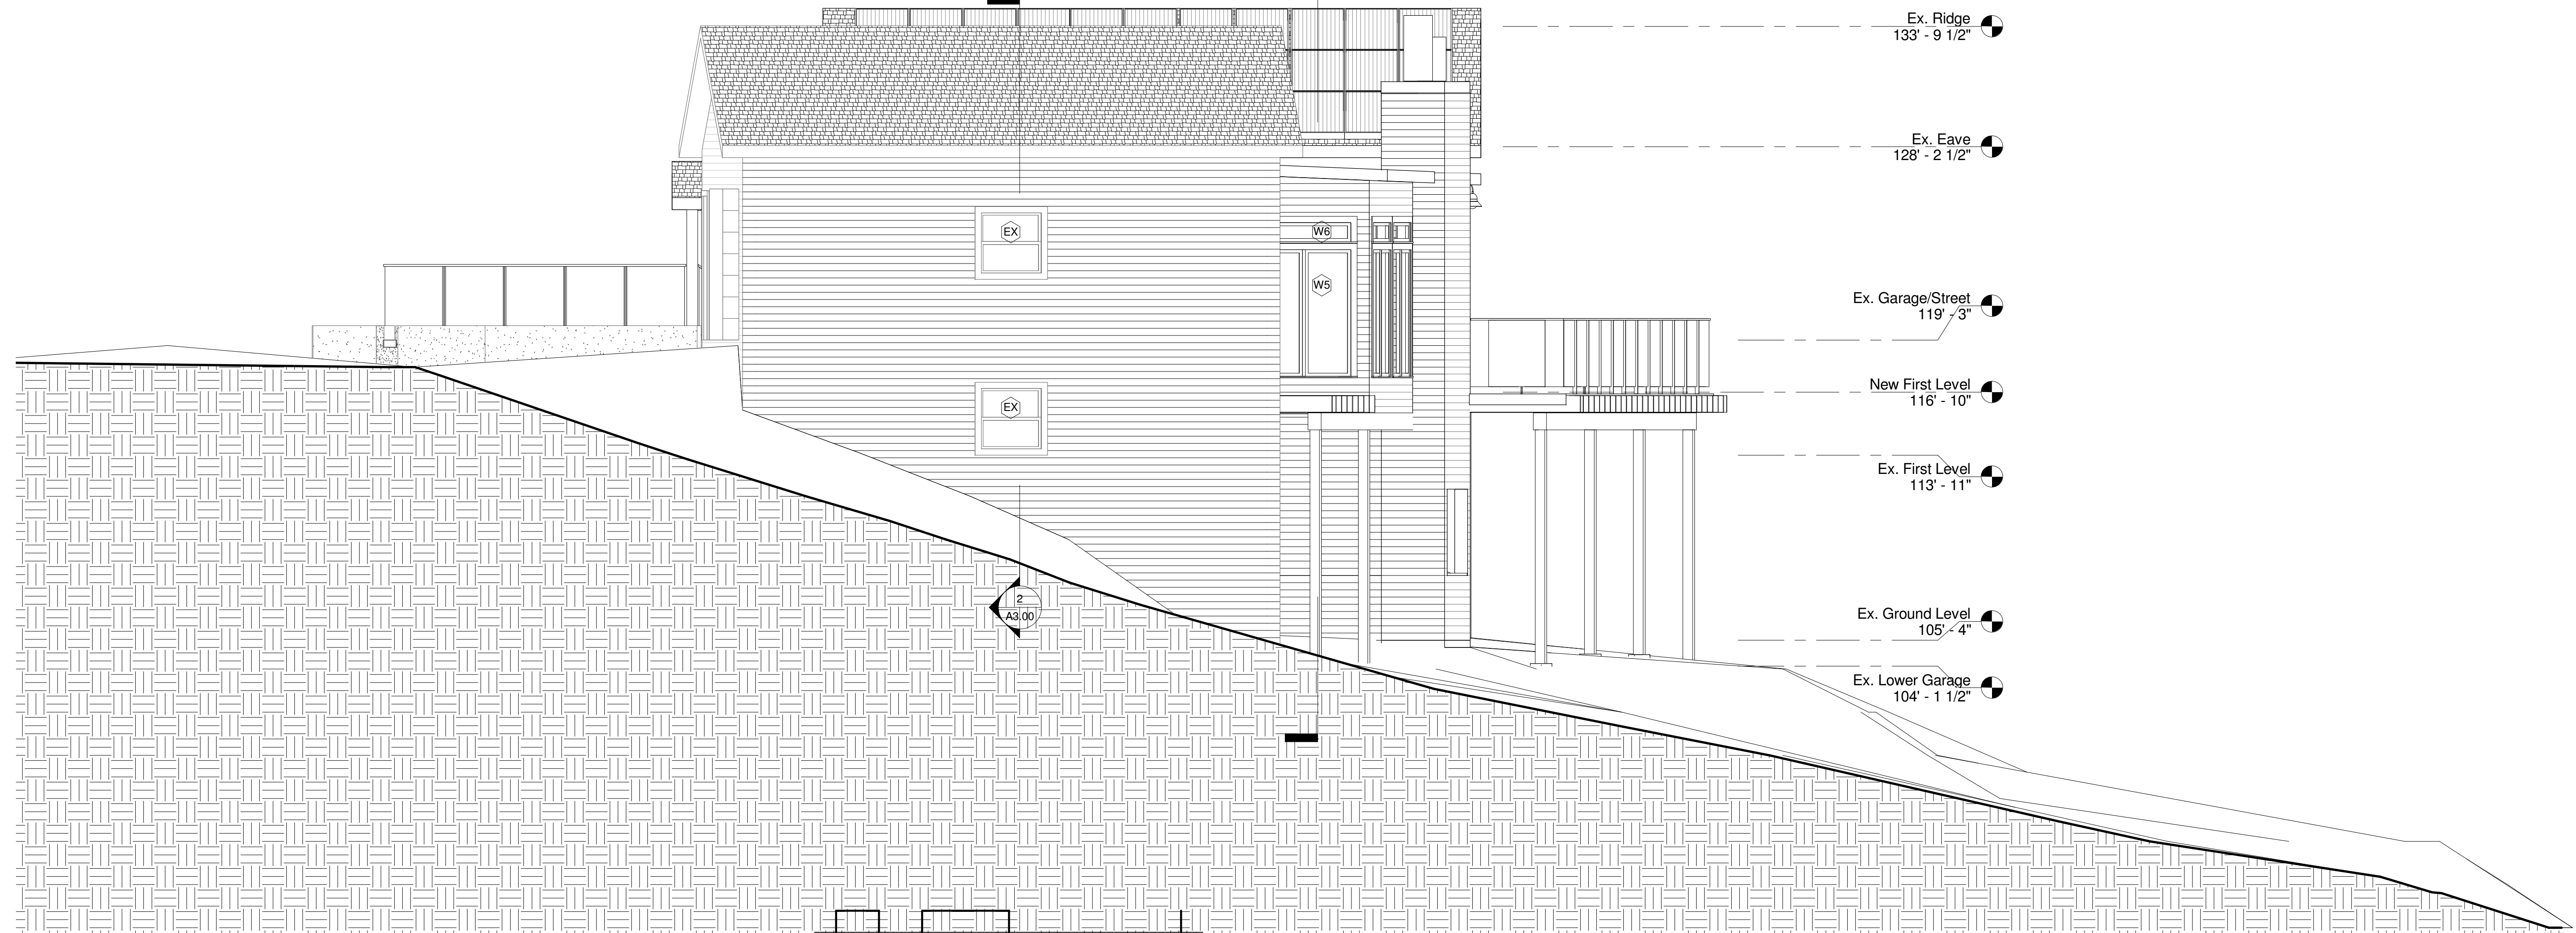 Ex. Ridge
133' - 9 1/2"
Ex. Eave
128' - 2 1/2"
EX
W6
W5
Ex. Garage/Street
119' - 3"
New First Level
116' - 10"
EX
Ex. First Level
113' - 11"
2
A3.00
Ex. Ground Level
105' - 4"
Ex. Lower Garage
104' - 1 1/2"